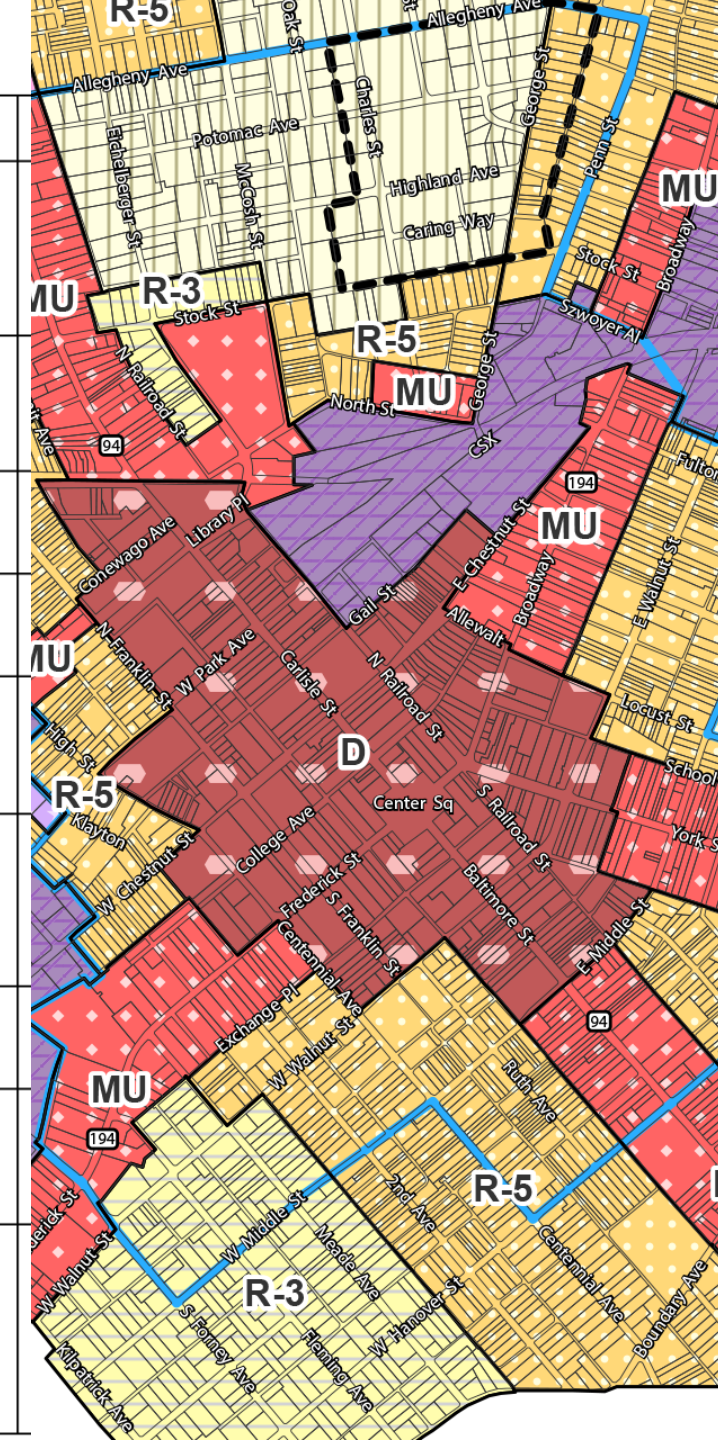 R-5
Oak St
St
Allegheny Ave
Allegheny Ave
George St
Charles St
Penn St
Potomac Ave
Eichelberger St
McCosh St
Highland Ave
MU
Caring Way
Broadway
Stock St
R-3
MU
Stock St
Szwoyer Al
R-5
N Railroad St
George St
MU
North St
94
CSX
Ave
194
Fulton
Library Pl
MU
Conewago Ave
E Chestnut St
Broadway
E Walnut St
Gail St
Allewalt
N Franklin St
MU
W Park Ave
Carlisle St
N Railroad St
Locust St
High St
D
School
R-5
Center Sq
Klayton
S Railroad St
York S
College Ave
W Chestnut St
Frederick St
Baltimore St
S Franklin St
E Middle St
Centennial Ave
Exchange Pl
94
W Walnut St
MU
Ruth Ave
194
R-5
2nd Ave
derick St
W Middle St
Meade Ave
Centennial Ave
W Walnut St
R-3
Boundary Ave
W Hanover St
S Forney Ave
Fleming Ave
Kilpatrick Ave